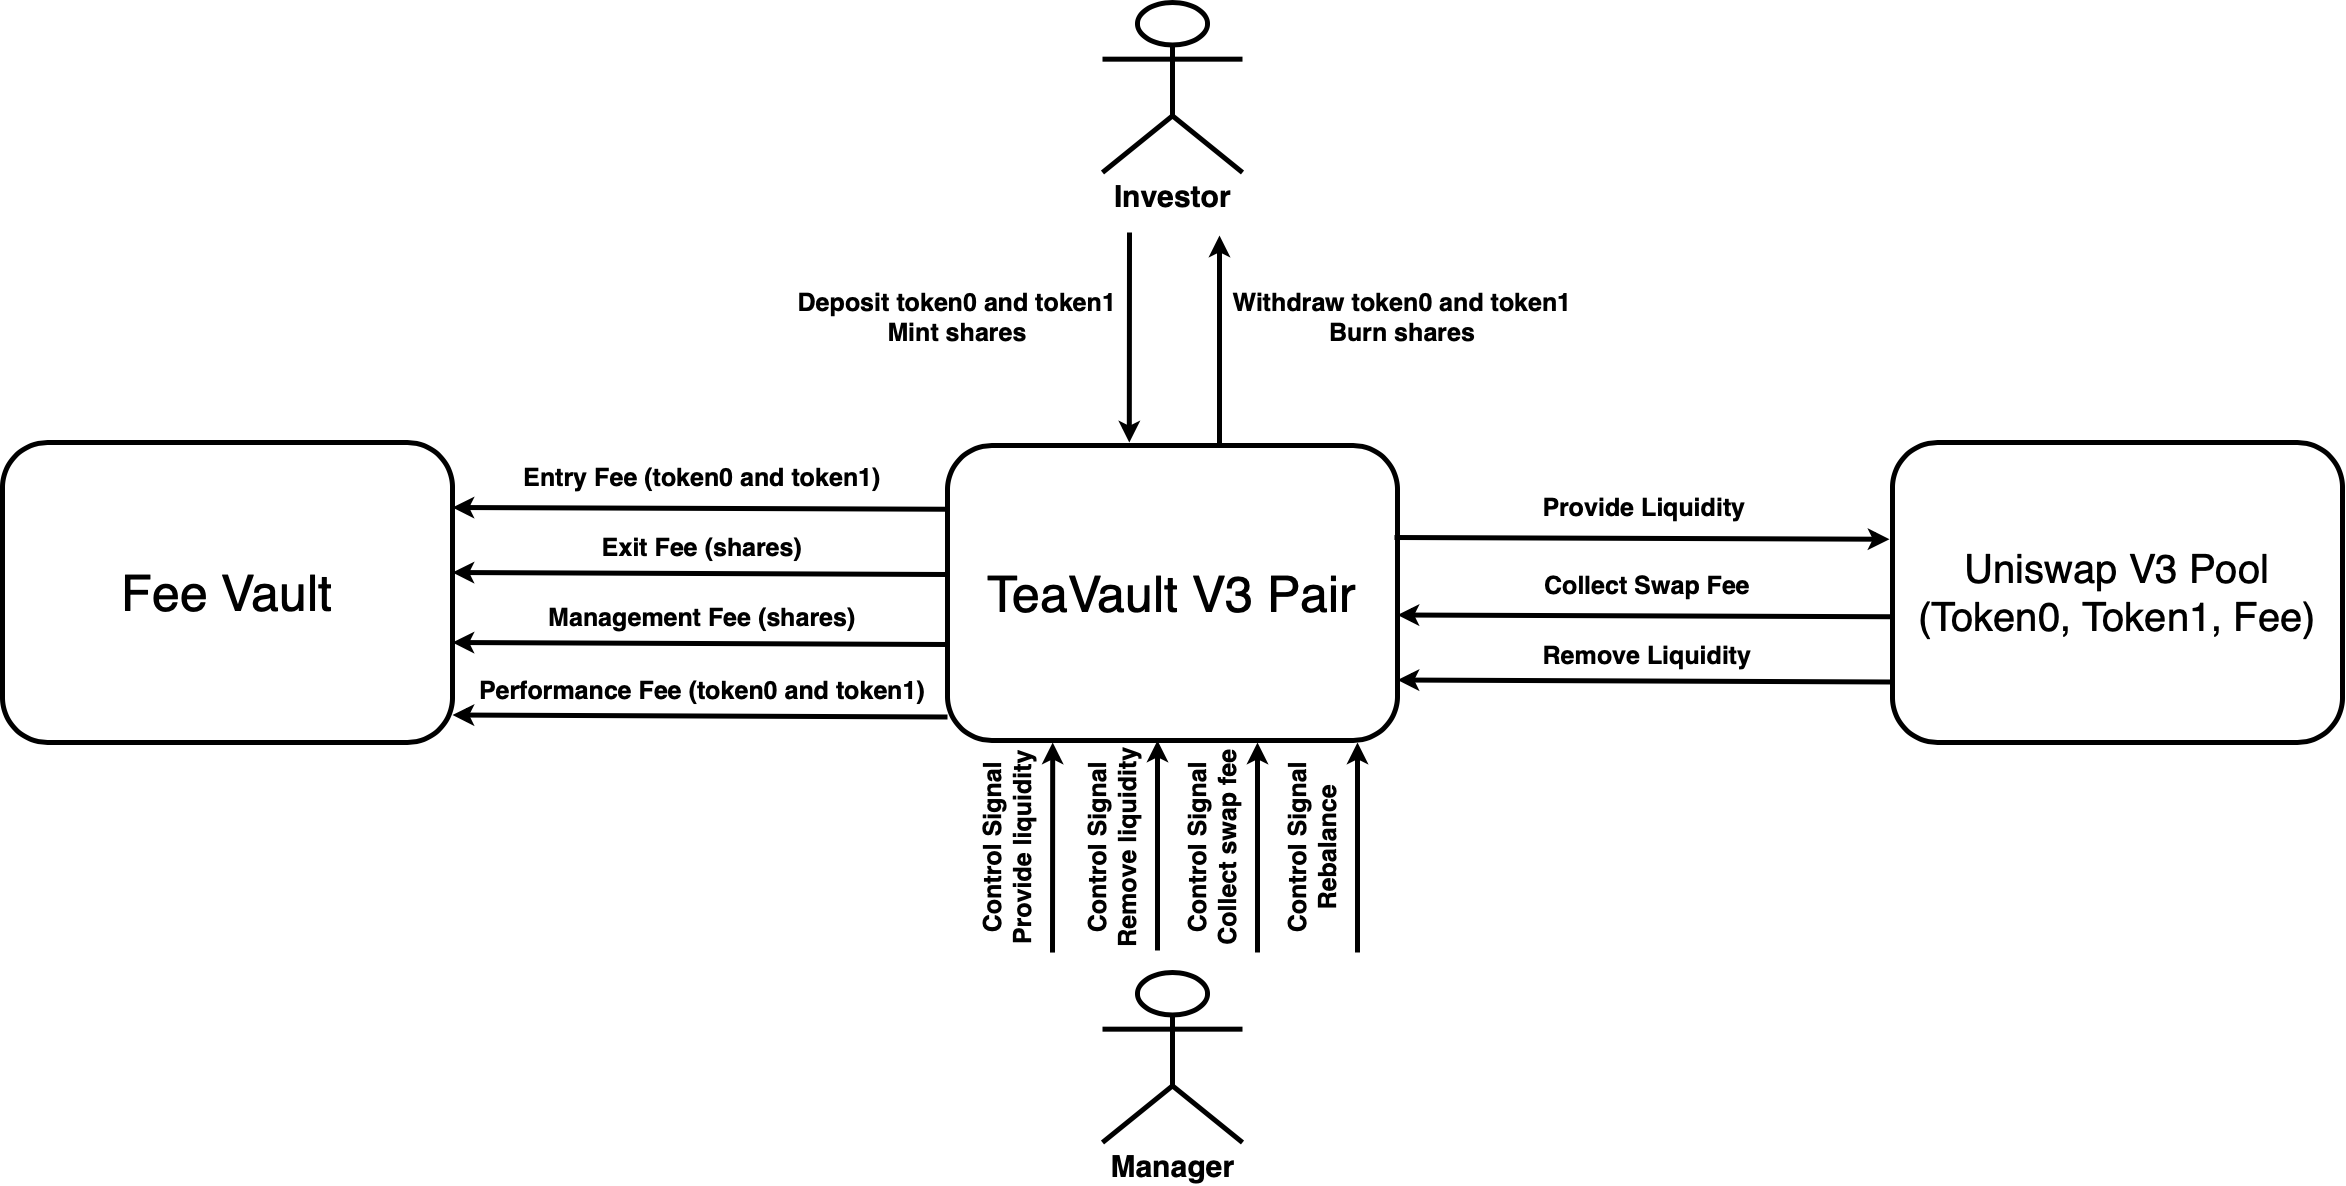 Investor
Deposit token0 and token1
Mint shares
Withdraw token0 and token1
Burn shares
Fee Vault
Entry Fee (token0 and token1)
Exit Fee (shares)
Management Fee (shares)
Performance Fee (token0 and token1)
TeaVault V3 Pair
Provide Liquidity
Collect Swap Fee
Remove Liquidity
Uniswap V3 Pool
(Token0, Token1, Fee)
Control Signal
Provide liquidity
Control Signal
Remove liquidity
Control Signal
Collect swap fee
Control Signal
Rebalance
Manager